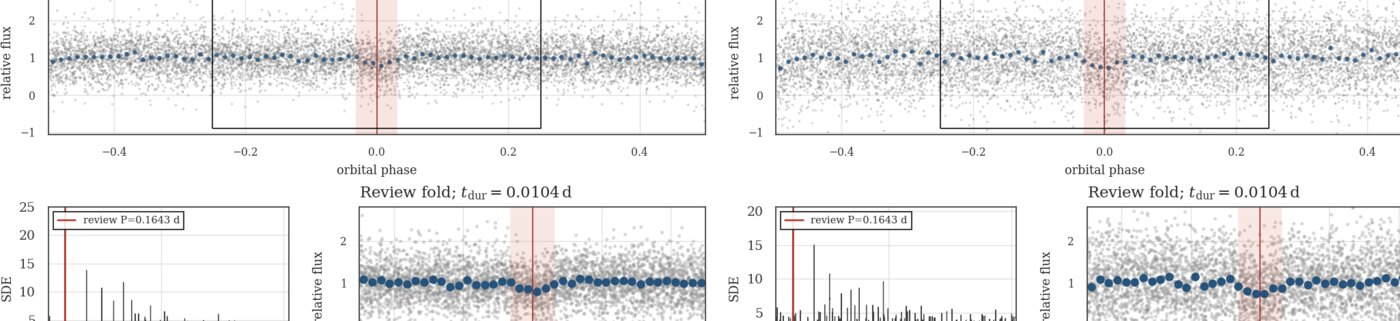 relative flux
2
1
0
−1
−0.4
−0.2
0.0
0.2
0.4
orbital phase
relative flux
2
1
0
−1
−0.4
−0.2
0.0
0.2
0.4
orbital phase
Review fold; tdur = 0.0104 d
SDE
25
20
15
10
5
review P=0.1643 d
relative flux
2
1
Review fold; tdur = 0.0104 d
SDE
20
15
10
5
review P=0.1643 d
relative flux
2
1